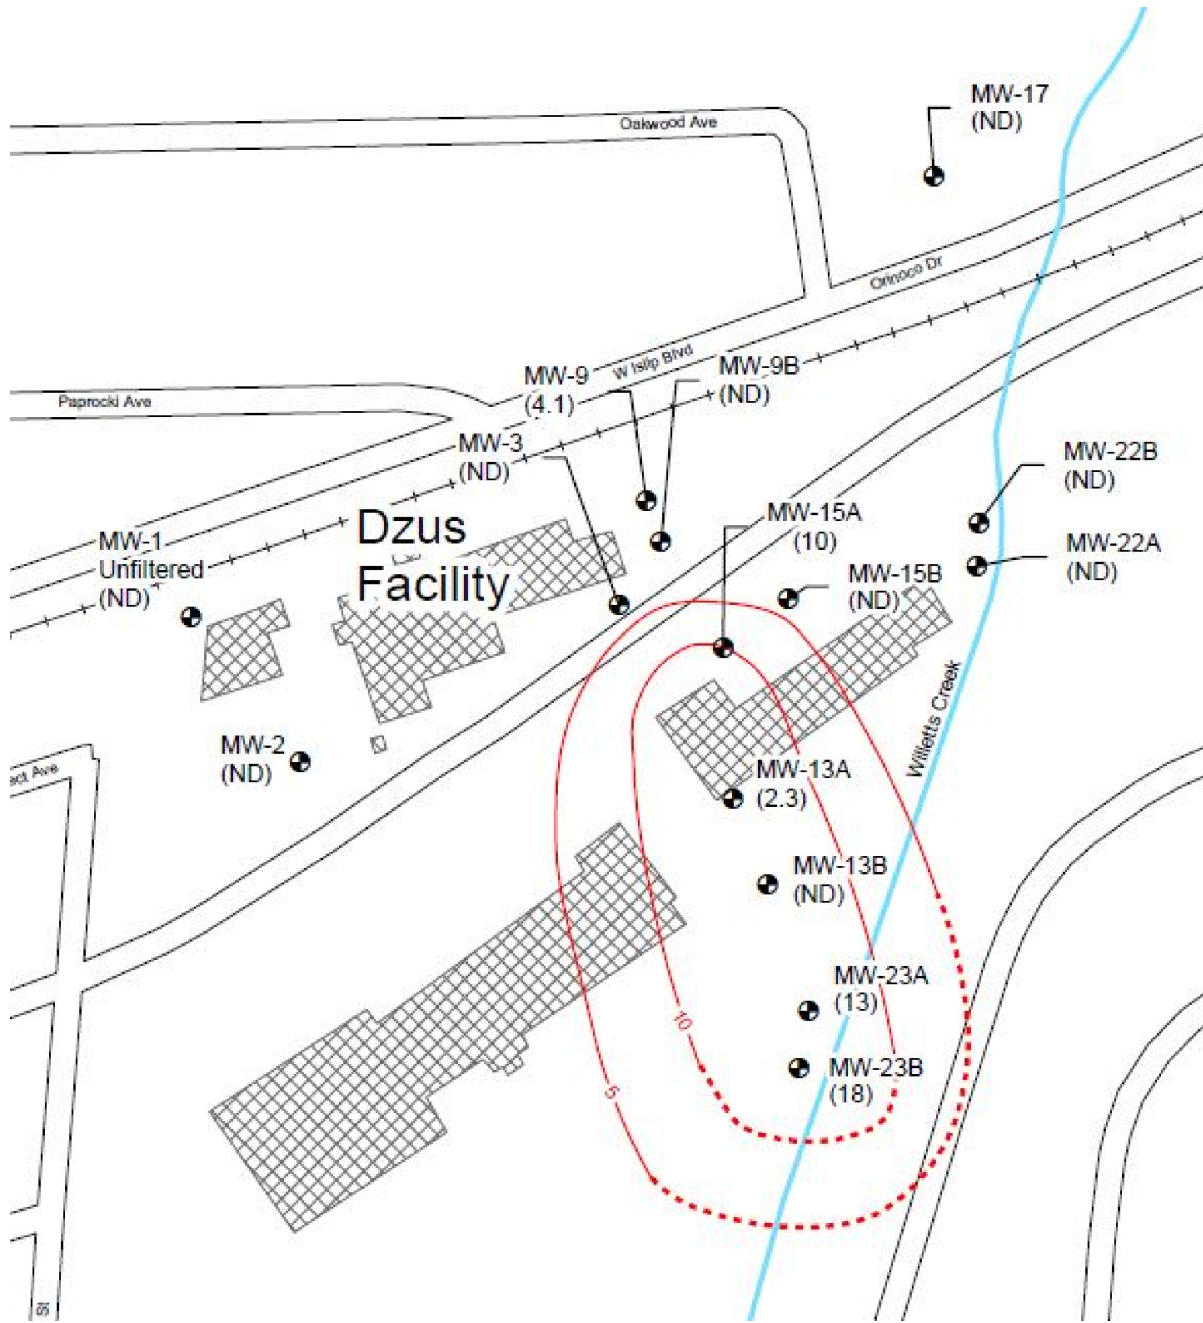 MW-17
(ND)
Oakwood Ave
Orinoco Dr
W Islip Blvd
MW-9
(4.1)
MW-9B
(ND)
Paprocki Ave
MW-3
(ND)
MW-22B
(ND)
MW-15A
(10)
Dzus
Facility
MW-1
Unfiltered
(ND)
MW-22A
(ND)
MW-15B
(ND)
Willetts Creek
MW-2
(ND)
ect Ave
MW-13A
(2.3)
MW-13B
(ND)
MW-23A
(13)
10
MW-23B
(18)
5
St